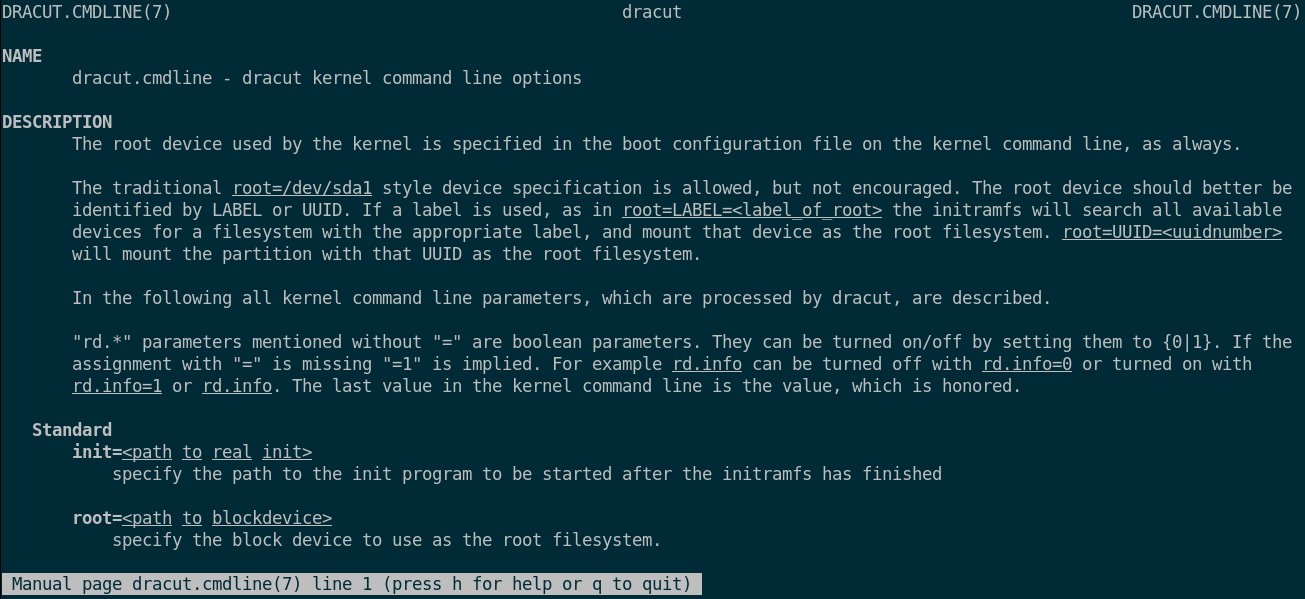 DRACUT.CMDLINE(7) dracut DRACUT.CMDLINE(7)
NAME
dracut.cmdline - dracut kernel command line options
DESCRIPTION
The root device used by the kernel is specified in the boot configuration file on the kernel command line, as always.
The traditional root=/dev/sda1 style device specification is allowed, but not encouraged. The root device should better be
identified by LABEL or UUID. If a label is used, as in root=LABEL=<label_of_root> the initramfs will search all available
devices for a filesystem with the appropriate label, and mount that device as the root filesystem. root=UUID=<uuidnumber>
will mount the partition with that UUID as the root filesystem.
In the following all kernel command line parameters, which are processed by dracut, are described.
"rd.*" parameters mentioned without "=" are boolean parameters. They can be turned on/off by setting them to {0|1}. If the
assignment with "=" is missing "=1" is implied. For example rd.info can be turned off with rd.info=0 or turned on with
rd.info=1 or rd.info. The last value in the kernel command line is the value, which is honored.
Standard
init=<path to real init>
specify the path to the init program to be started after the initramfs has finished
root=<path to blockdevice>
specify the block device to use as the root filesystem.
Manual page dracut.cmdline(7) line 1 (press h for help or q to quit)